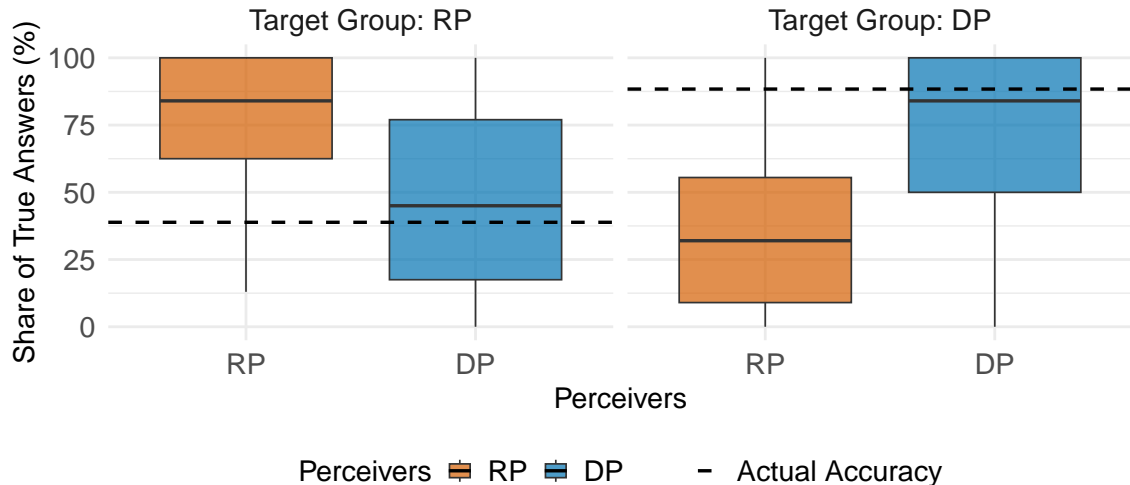 Target Group: RP
Target Group: DP
Share of True Answers (%)
100
75
50
25
0
RP
DP
RP
DP
Perceivers
Perceivers RP DP Actual Accuracy